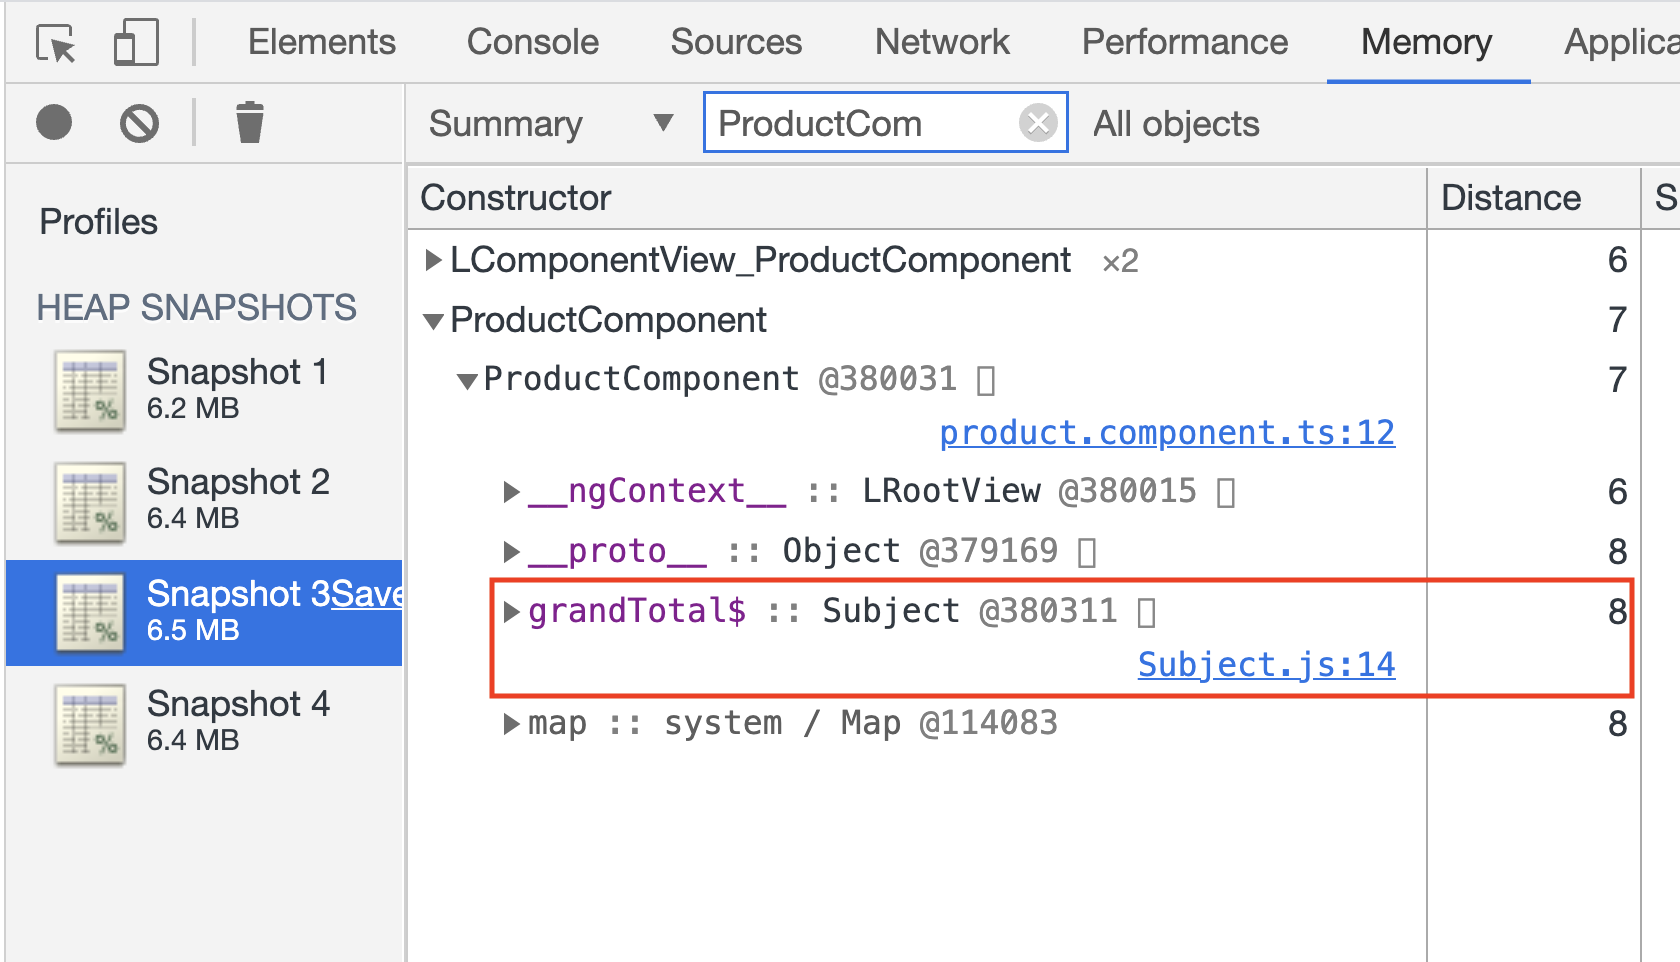 Elements Console Sources Network Performance Memory Applica
Summary ▼ ProductCom All objects
Profiles
HEAP SNAPSHOTS
Snapshot 1
6.2 MB
Snapshot 2
6.4 MB
Snapshot 3Save
6.5 MB
Snapshot 4
6.4 MB
Constructor Distance S
▶LComponentView_ProductComponent ×2 6
▼ProductComponent 7
▼ProductComponent @380031 7
product.component.ts:12
▶__ngContext__ :: LRootView @380015 6
▶__proto__ :: Object @379169 8
▶grandTotal$ :: Subject @380311 8
Subject.js:14
▶map :: system / Map @114083 8